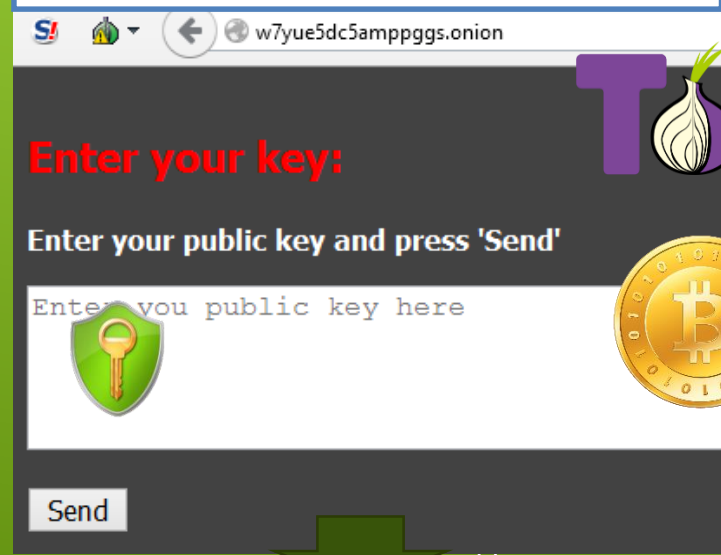 S!
w7yue5dc5amppggs.onion
T
Enter your key:
Enter your public key and press 'Send'
Enter you public key here
Send